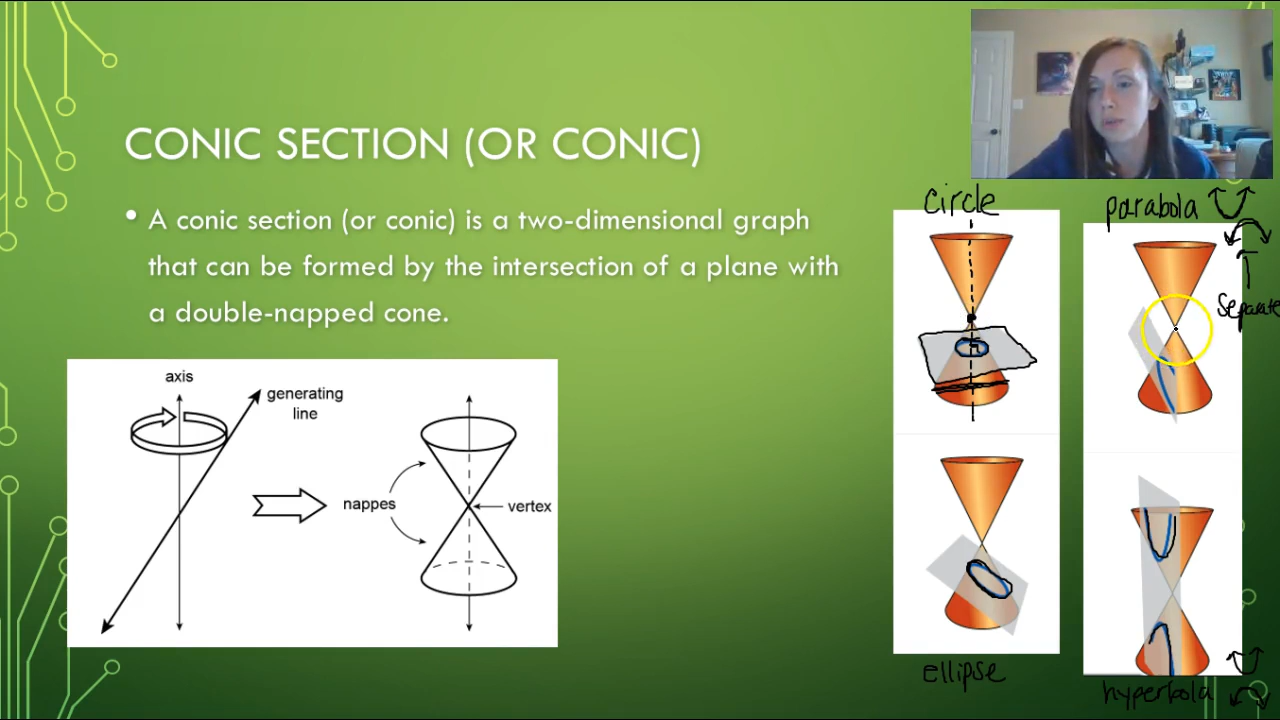 CONIC SECTION (OR CONIC)
• A conic section (or conic) is a two-dimensional graph
that can be formed by the intersection of a plane with
a double-napped cone.
axis
generating
line
nappes
vertex
circle
ellipse
parabola
Separate
hyperbola